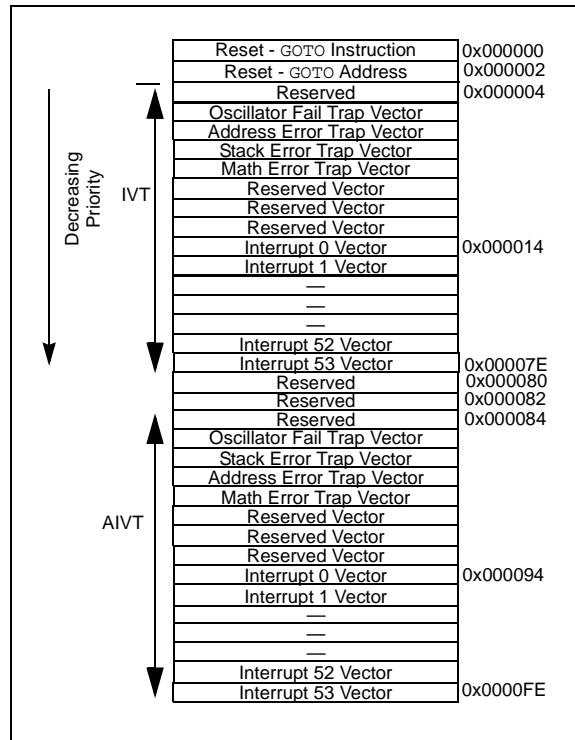 Reset - GOTO Instruction 0x000000
Reset - GOTO Address 0x000002
Reserved 0x000004
Oscillator Fail Trap Vector
Address Error Trap Vector
Stack Error Trap Vector
Math Error Trap Vector
Reserved Vector
Reserved Vector
Reserved Vector
Interrupt 0 Vector 0x000014
Interrupt 1 Vector
—
—
—
Interrupt 52 Vector
Interrupt 53 Vector 0x00007E
Reserved 0x000080
Reserved 0x000082
Reserved 0x000084
Oscillator Fail Trap Vector
Stack Error Trap Vector
Address Error Trap Vector
Math Error Trap Vector
Reserved Vector
Reserved Vector
Reserved Vector
Interrupt 0 Vector 0x000094
Interrupt 1 Vector
—
—
—
Interrupt 52 Vector
Interrupt 53 Vector 0x0000FE
Decreasing
Priority
IVT
AIVT